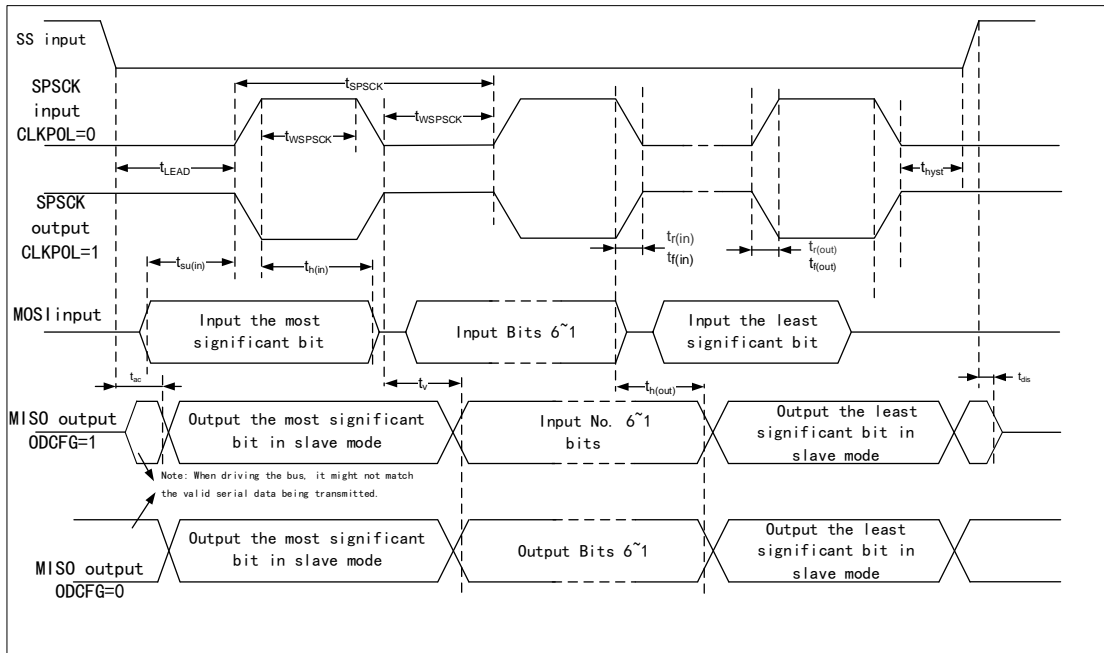 SS input
SPSCK
input
CLKPOL=0
tSPSCK
tWSPSCK
tWSPSCK
tLEAD
thyst
SPSCK
output
CLKPOL=1
tr(in)
tf(in)
tr(out)
tf(out)
tsu(in)
th(in)
MOSIinput
Input the most
significant bit
Input Bits 6~1
Input the least
significant bit
tac
tv
th(out)
tdis
MISO output
ODCFG=1
Output the most significant
bit in slave mode
Input No. 6~1
bits
Output the least
significant bit in
slave mode
Note: When driving the bus, it might not match
the valid serial data being transmitted.
MISO output
ODCFG=0
Output the most significant
bit in slave mode
Output Bits 6~1
Output the least
significant bit in
slave mode